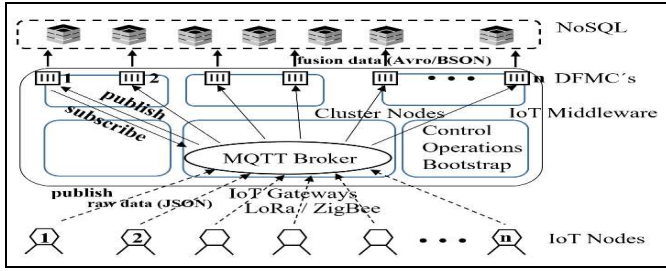 NoSQL
fusion data (Avro/BSON)
1 2 n DFMC´s
publish
subscribe
Cluster Nodes
IoT Middleware
Control
Operations
Bootstrap
MQTT Broker
publish
raw data (JSON)
IoT Gateways
LoRa / ZigBee
1 2 n IoT Nodes